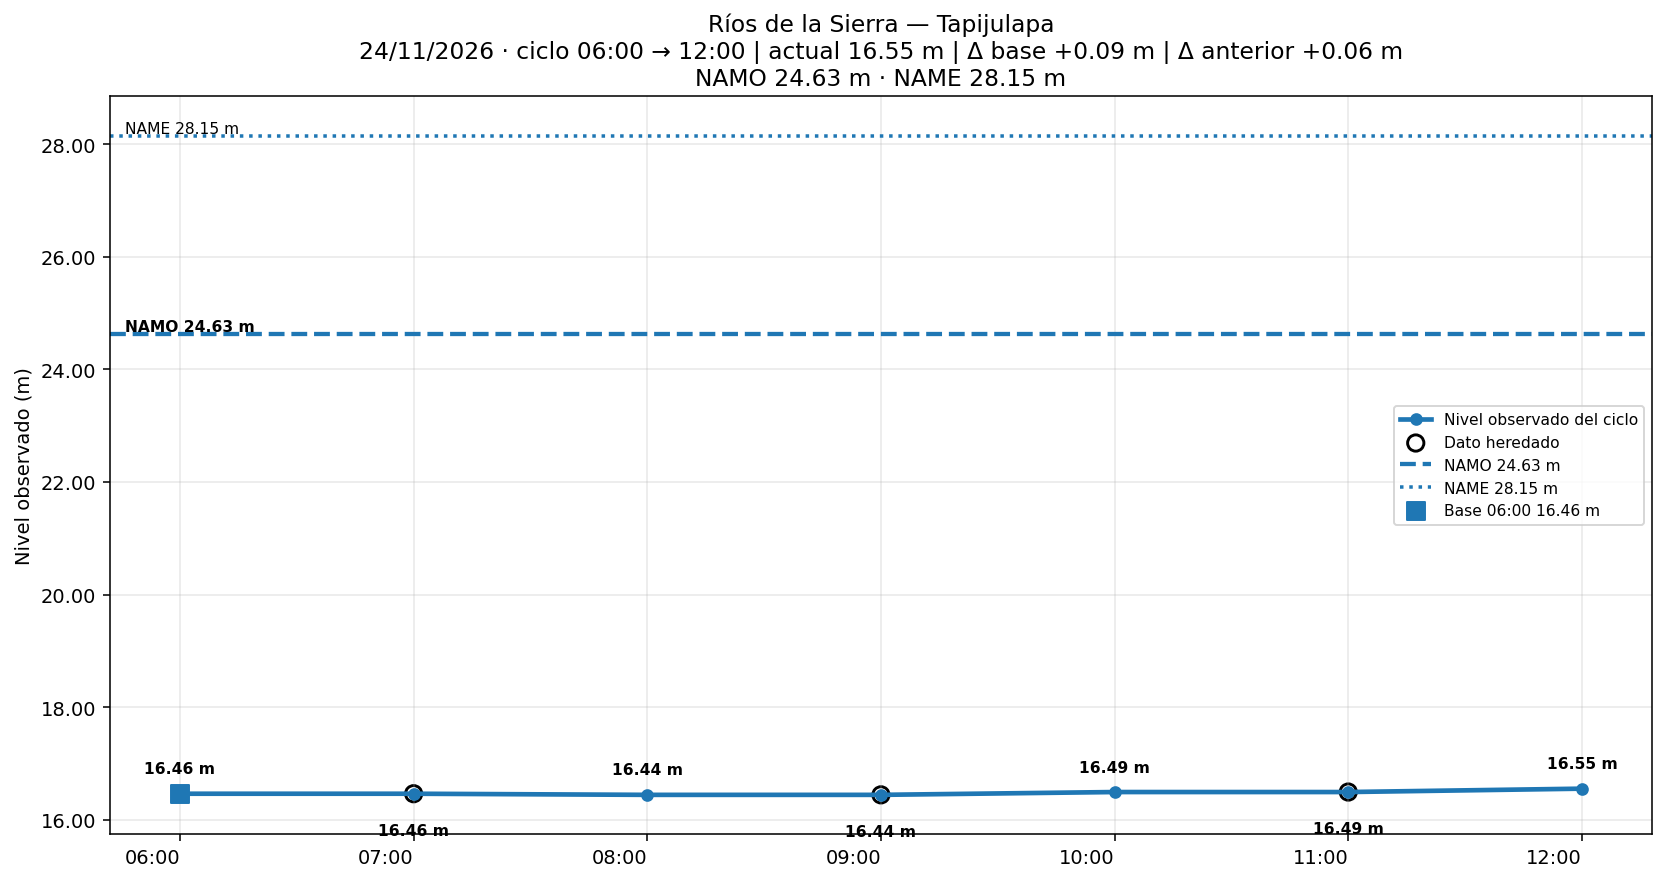 Ríos de la Sierra — Tapijulapa
24/11/2026 · ciclo 06:00 → 12:00 | actual 16.55 m | Δ base +0.09 m | Δ anterior +0.06 m
NAMO 24.63 m · NAME 28.15 m
NAME 28.15 m
28.00
26.00
NAMO 24.63 m
24.00
Nivel observado (m)
Nivel observado del ciclo
Dato heredado
NAMO 24.63 m
NAME 28.15 m
Base 06:00 16.46 m
22.00
20.00
18.00
16.46 m
16.44 m
16.49 m
16.55 m
16.00
16.46 m
16.44 m
16.49 m
06:00
07:00
08:00
09:00
10:00
11:00
12:00